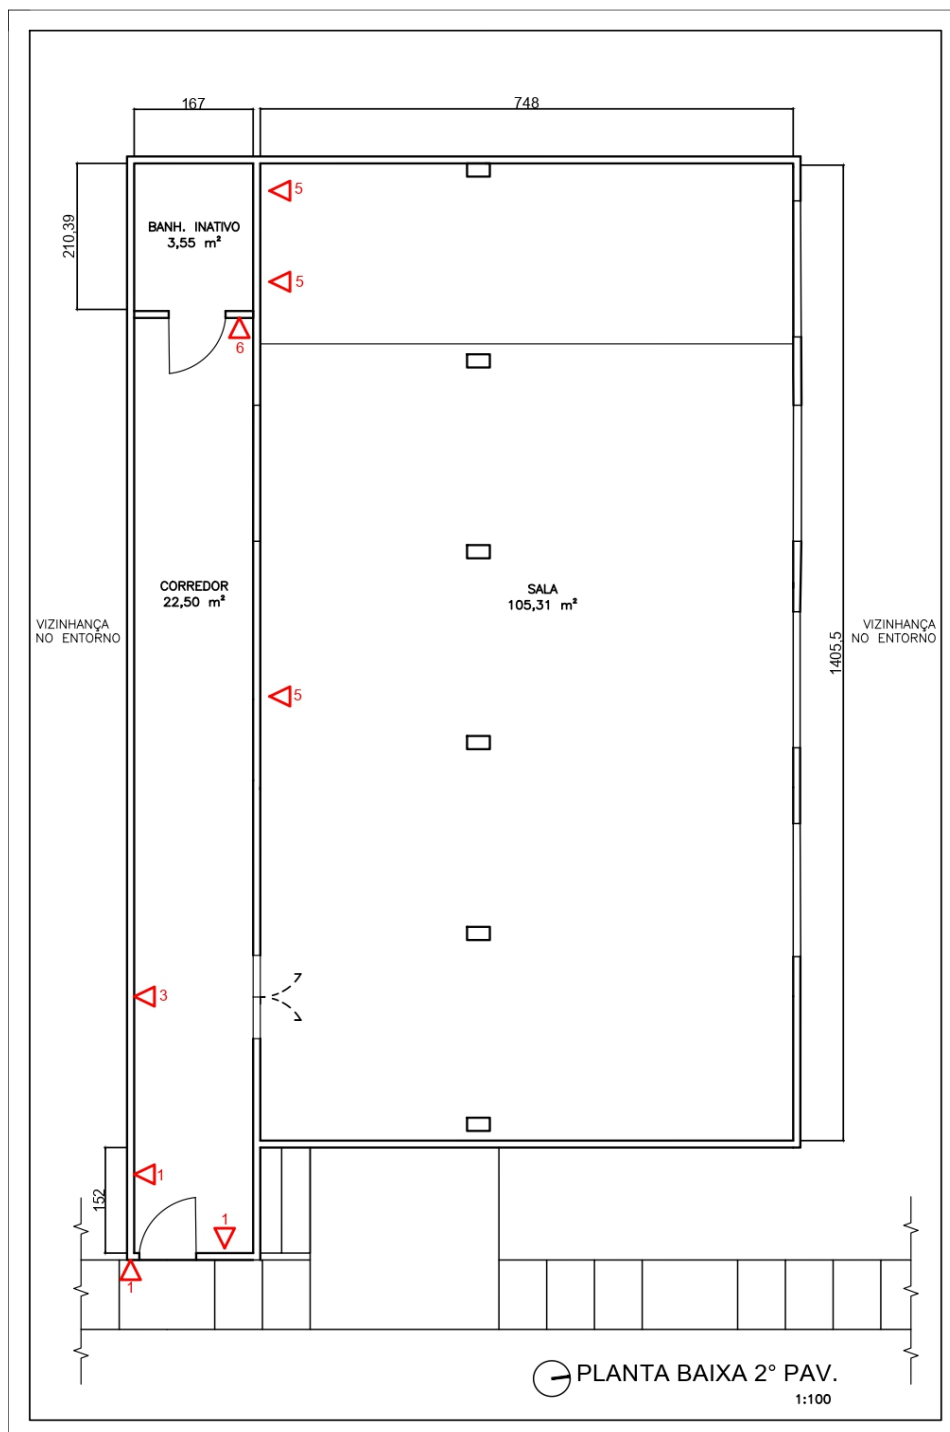 167
748
5
BANH. INATIVO
3,55 m²
210,39
5
6
CORREDOR
22,50 m²
SALA
105,31 m²
VIZINHANÇA
NO ENTORNO
VIZINHANÇA
NO ENTORNO
1405,5
5
3
1
152
1
1
PLANTA BAIXA 2° PAV.
1:100